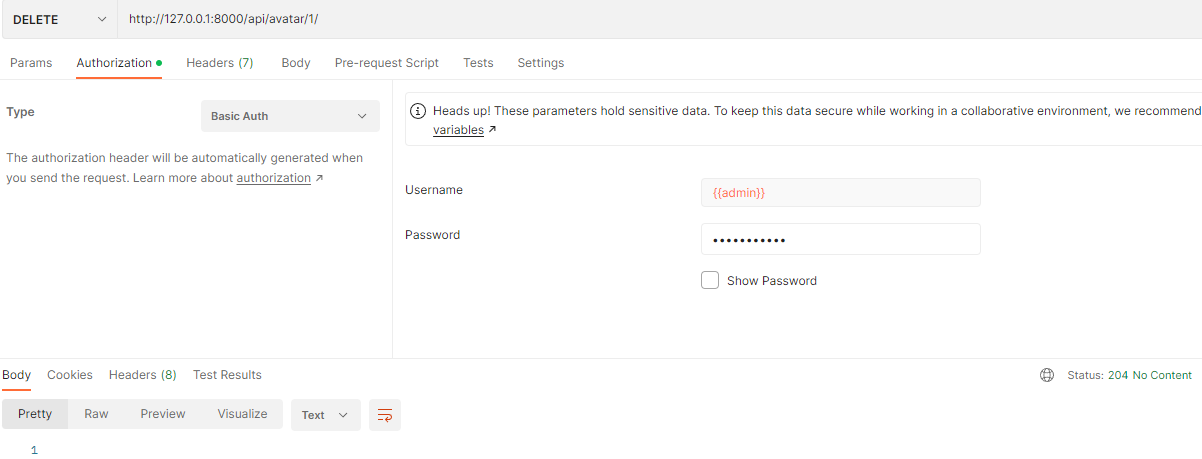 DELETE http://127.0.0.1:8000/api/avatar/1/
Params Authorization Headers (7) Body Pre-request Script Tests Settings
Type Basic Auth
The authorization header will be automatically generated when
you send the request. Learn more about authorization ↗
Heads up! These parameters hold sensitive data. To keep this data secure while working in a collaborative environment, we recommend
variables ↗
Username {{admin}}
Password •••••••••••
Show Password
Body Cookies Headers (8) Test Results Status: 204 No Content
Pretty Raw Preview Visualize Text
1